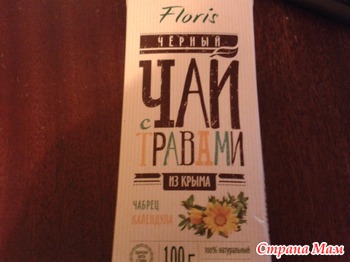 Floris
ЧЁРНЫЙ
ЧАЙ
с
ТРАВАМИ
ИЗ КРЫМА
ЧАБРЕЦ
КАЛЕНДУЛА
100 г
100% натуральный
Страна Мам